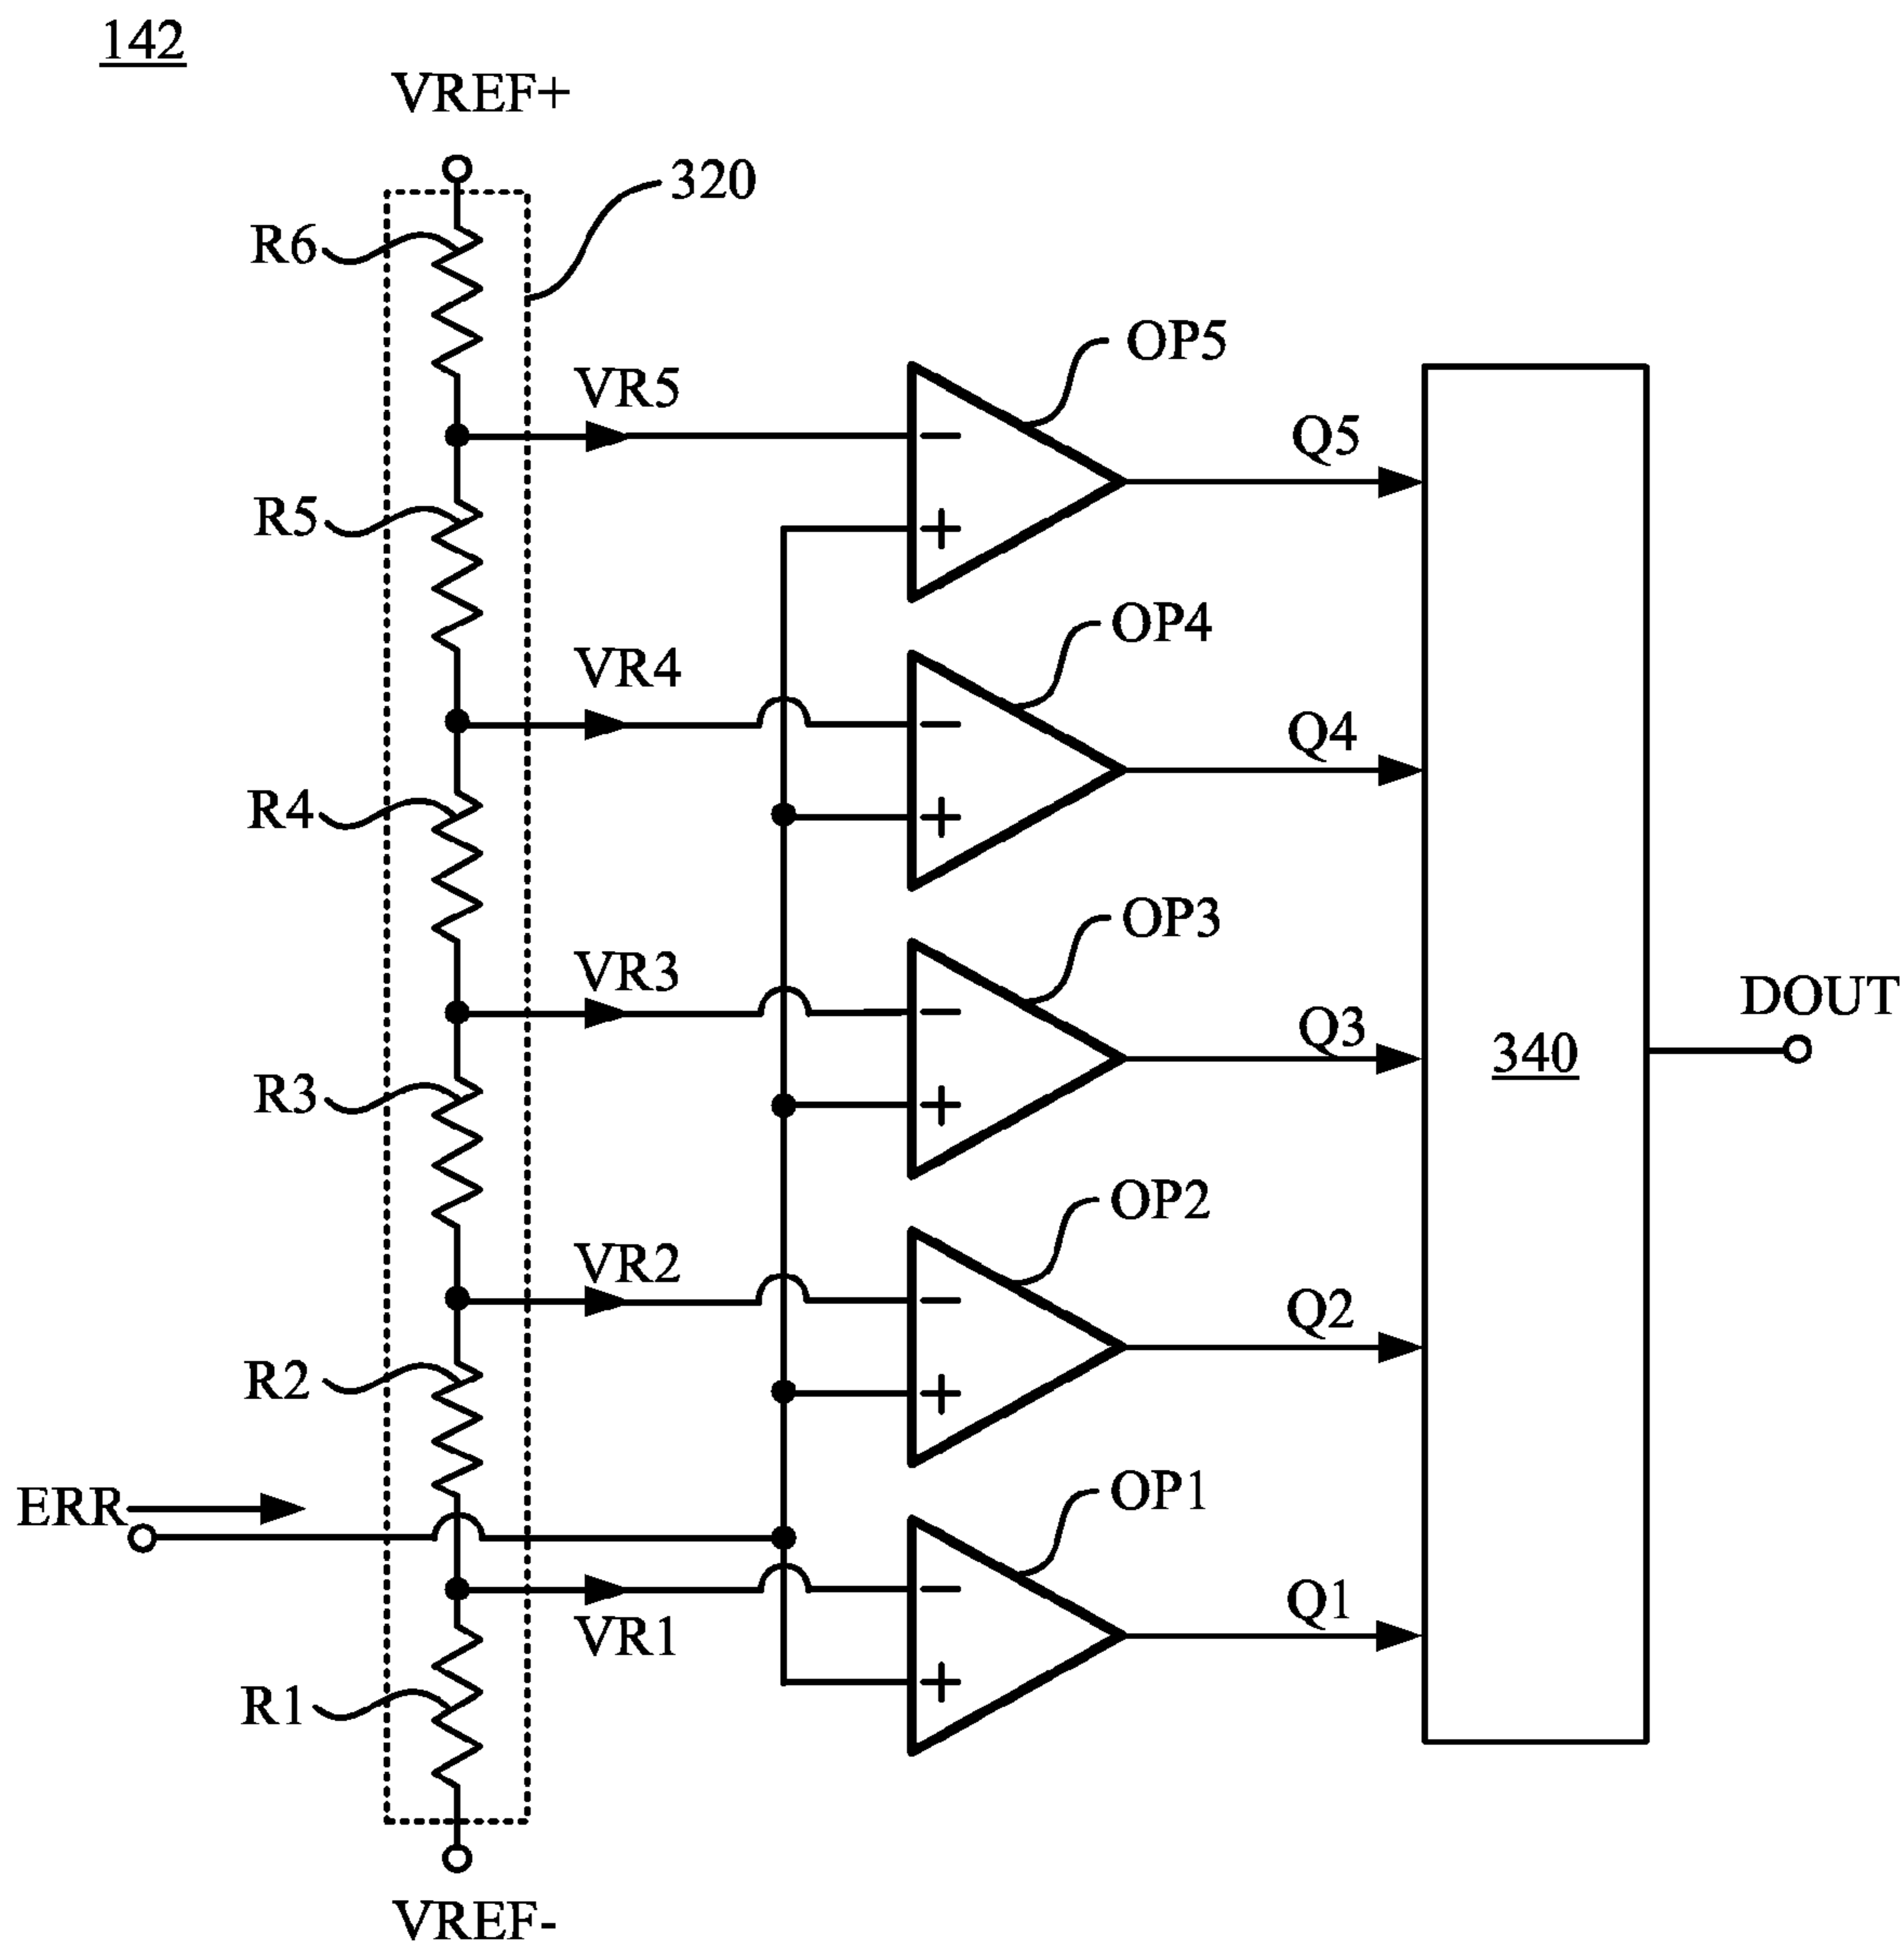 142
VREF+
320
R6
OP5
VR5
Q5
R5
OP4
VR4
Q4
R4
OP3
VR3
Q3
DOUT
340
R3
OP2
VR2
Q2
R2
OP1
ERR
Q1
VR1
R1
VREF-